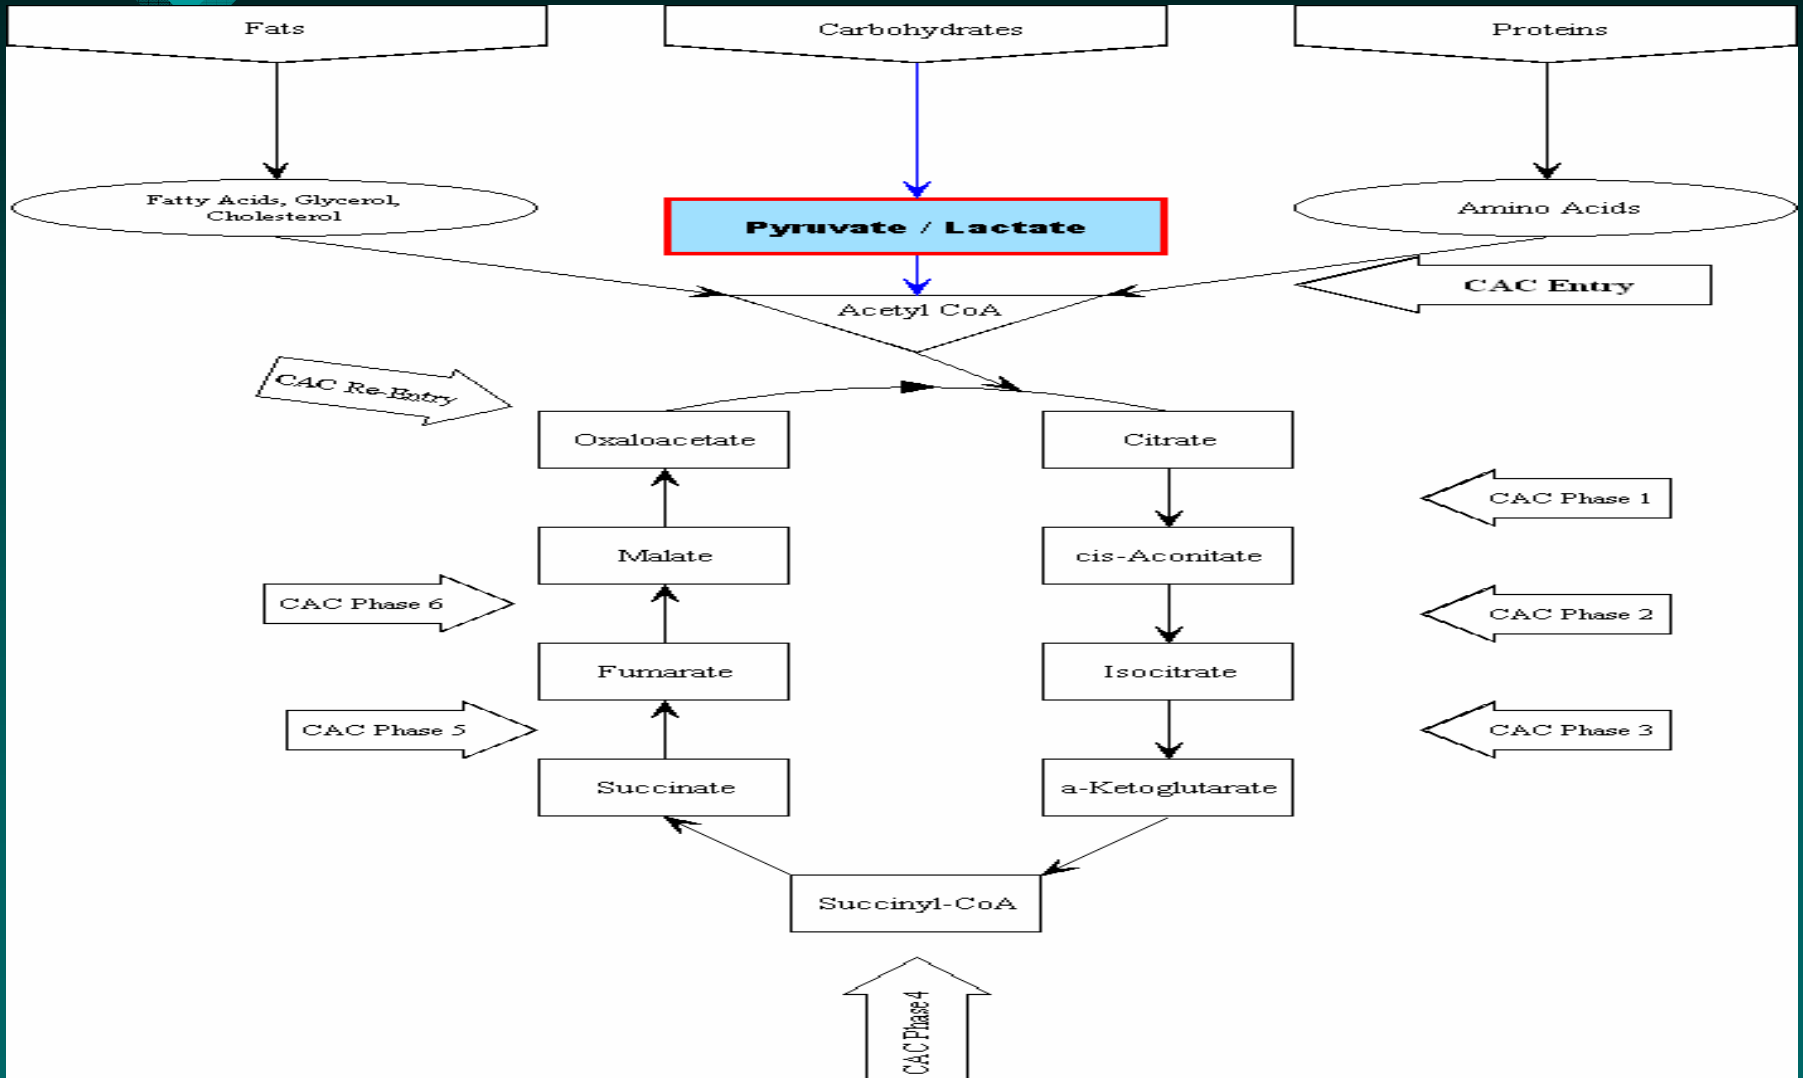 Fats
Carbohydrates
Proteins
Fatty Acids, Glycerol,
Cholesterol
Pyruvate / Lactate
Amino Acids
CAC Entry
Acetyl CoA
CAC Re-Entry
Oxaloacetate
Citrate
CAC Phase 1
Malate
cis-Aconitate
CAC Phase 6
CAC Phase 2
Fumarate
Isocitrate
CAC Phase 5
CAC Phase 3
Succinate
a-Ketoglutarate
Succinyl-CoA
CAC Phase 4